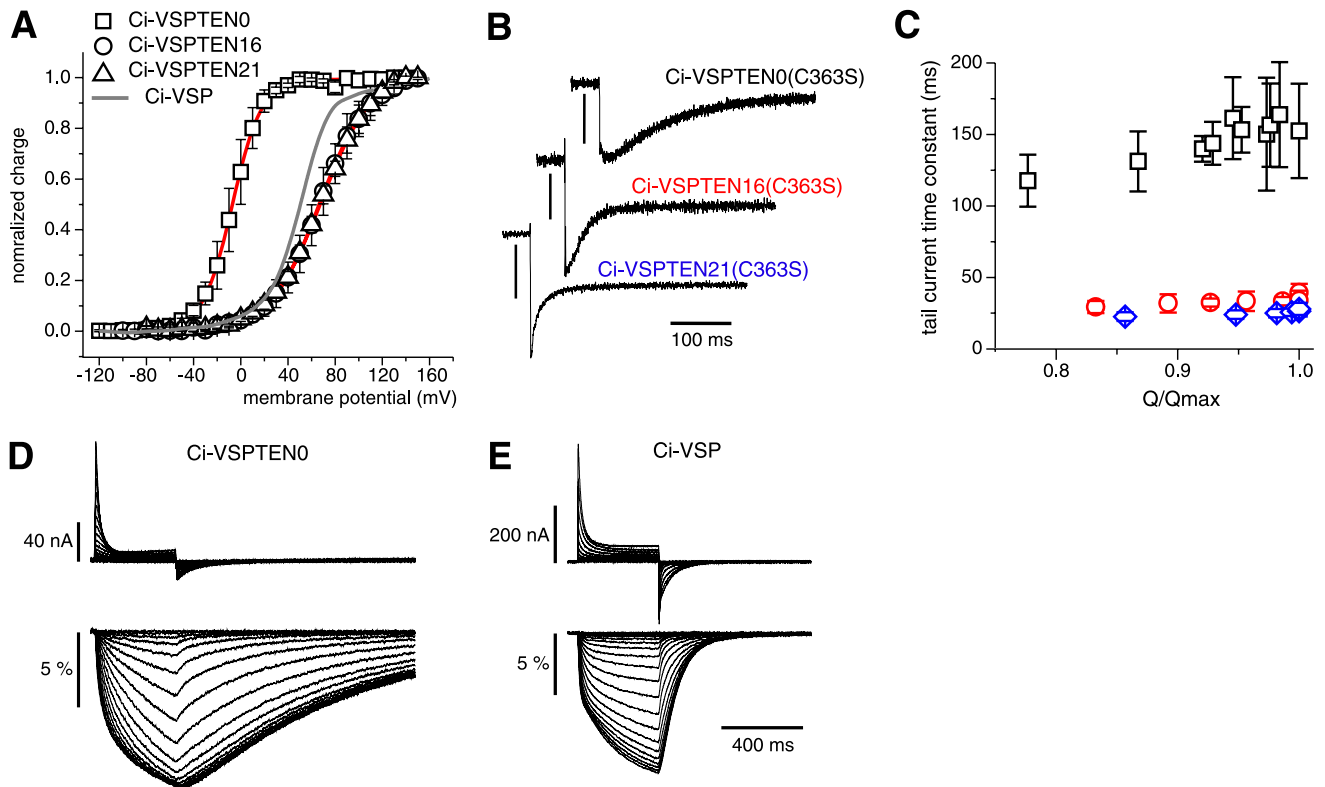 A
Ci-VSPTEN0
Ci-VSPTEN16
Ci-VSPTEN21
Ci-VSP
nomralized charge
1.0
0.8
0.6
0.4
0.2
0.0
-120 -80 -40 0 40 80 120 160
membrane potential (mV)
B
Ci-VSPTEN0(C363S)
Ci-VSPTEN16(C363S)
Ci-VSPTEN21(C363S)
100 ms
C
tail current time constant (ms)
200
150
100
50
0
0.8 0.9 1.0
Q/Qmax
D
Ci-VSPTEN0
40 nA
5 %
E
Ci-VSP
200 nA
5 %
400 ms